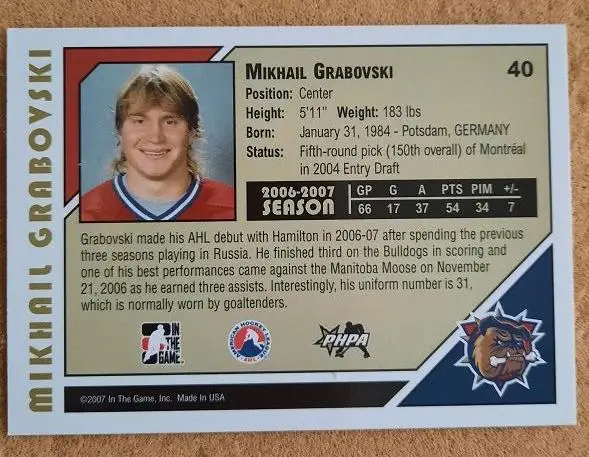 MIKHAIL GRABOVSKI
MIKHAIL GRABOVSKI
40
Position: Center
Height: 5'11" Weight: 183 lbs
Born: January 31, 1984 - Potsdam, GERMANY
Status: Fifth-round pick (150th overall) of Montréal
in 2004 Entry Draft
2006-2007 SEASON
GP G A PTS PIM +/-
66 17 37 54 34 7
Grabovski made his AHL debut with Hamilton in 2006-07 after spending the previous
three seasons playing in Russia. He finished third on the Bulldogs in scoring and
one of his best performances came against the Manitoba Moose on November
21, 2006 as he earned three assists. Interestingly, his uniform number is 31,
which is normally worn by goaltenders.
IN THE GAME
AMERICAN HOCKEY LEAGUE
PHPA
©2007 In The Game, Inc. Made In USA